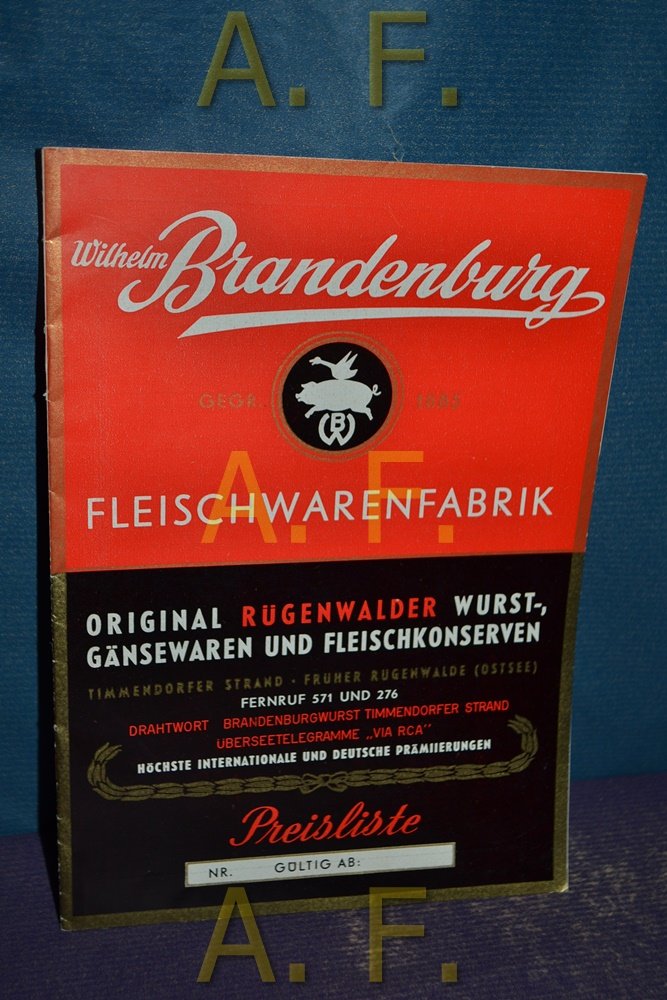 A. F.
Wilhelm Brandenburg
GEGR. 1885
BW
FLEISCHWARENFABRIK
A. F.
ORIGINAL RÜGENWALDER WURST-,
GÄNSEWAREN UND FLEISCHKONSERVEN
TIMMENDORFER STRAND · FRÜHER RÜGENWALDE (OSTSEE)
FERNRUF 571 UND 276
DRAHTWORT BRANDENBURGWURST TIMMENDORFER STRAND
ÜBERSEETELEGRAMME „VIA RCA"
HÖCHSTE INTERNATIONALE UND DEUTSCHE PRÄMIIERUNGEN
Preisliste
NR. GÜLTIG AB:
A. F.